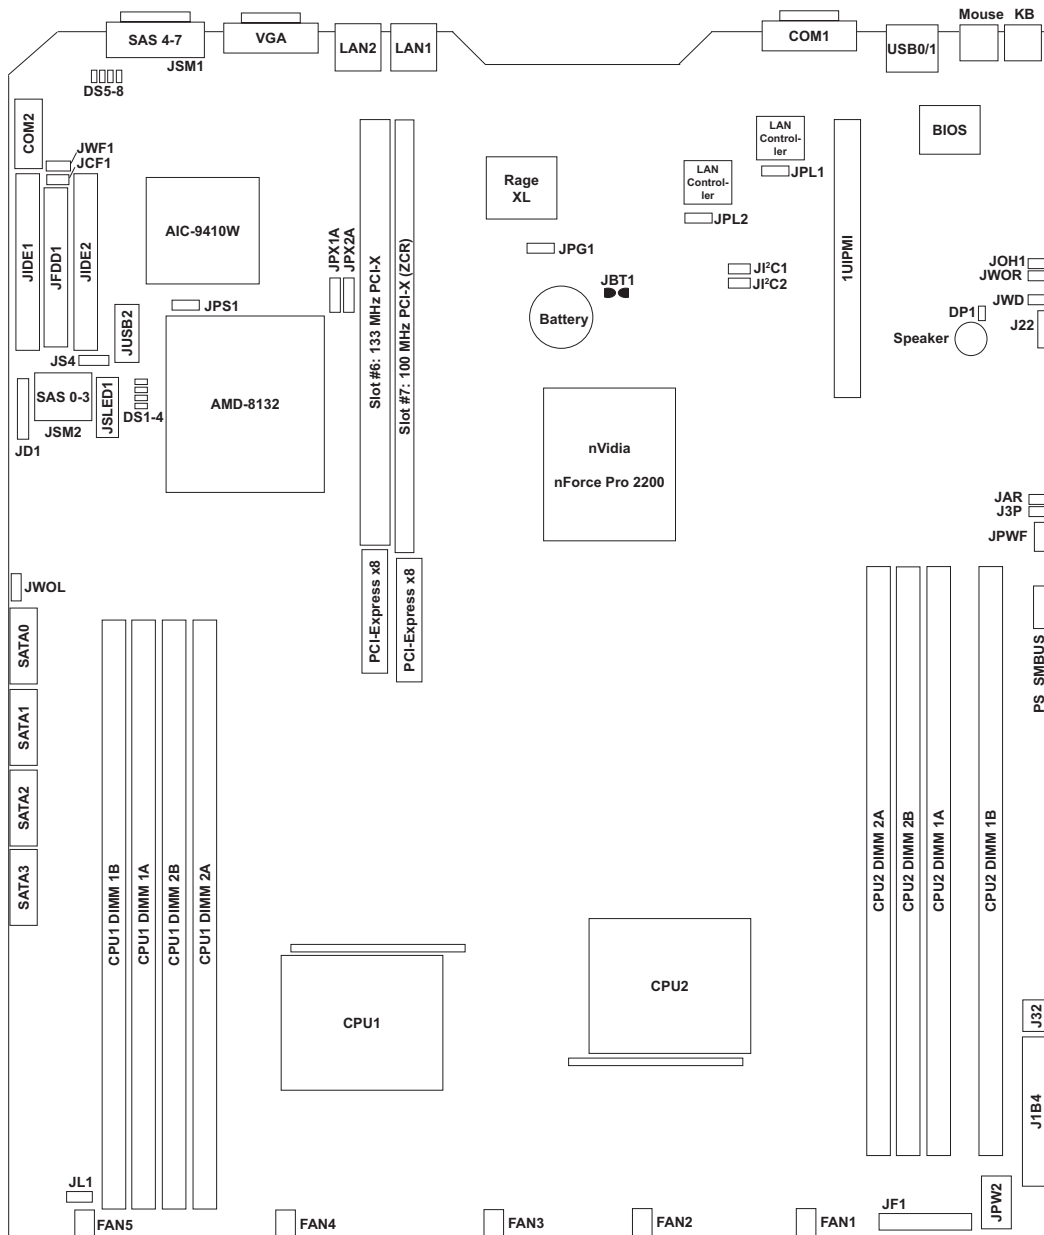 Mouse KB
SAS 4-7
VGA
LAN2
LAN1
COM1
USB0/1
JSM1
DS5-8
COM2
JWF1
JCF1
LAN
Control-
ler
BIOS
LAN
Control-
ler
JPL1
JPL2
Rage
XL
AIC-9410W
JIDE1
JFDD1
JIDE2
JPX1A
JPX2A
Slot #6: 133 MHz PCI-X
Slot #7: 100 MHz PCI-X (ZCR)
1UIPMI
JPG1
JI²C1
JI²C2
JBT1
JOH1
JWOR
JWD
DP1
J22
Speaker
Battery
JPS1
JUSB2
JS4
SAS 0-3
JSLED1
DS1-4
JSM2
JD1
AMD-8132
nVidia
nForce Pro 2200
JAR
J3P
JPWF
JWOL
PCI-Express x8
PCI-Express x8
PS SMBUS
SATA0
SATA1
SATA2
SATA3
CPU1 DIMM 1B
CPU1 DIMM 1A
CPU1 DIMM 2B
CPU1 DIMM 2A
CPU2 DIMM 2A
CPU2 DIMM 2B
CPU2 DIMM 1A
CPU2 DIMM 1B
CPU1
CPU2
J32
J1B4
JL1
FAN5
FAN4
FAN3
FAN2
FAN1
JF1
JPW2